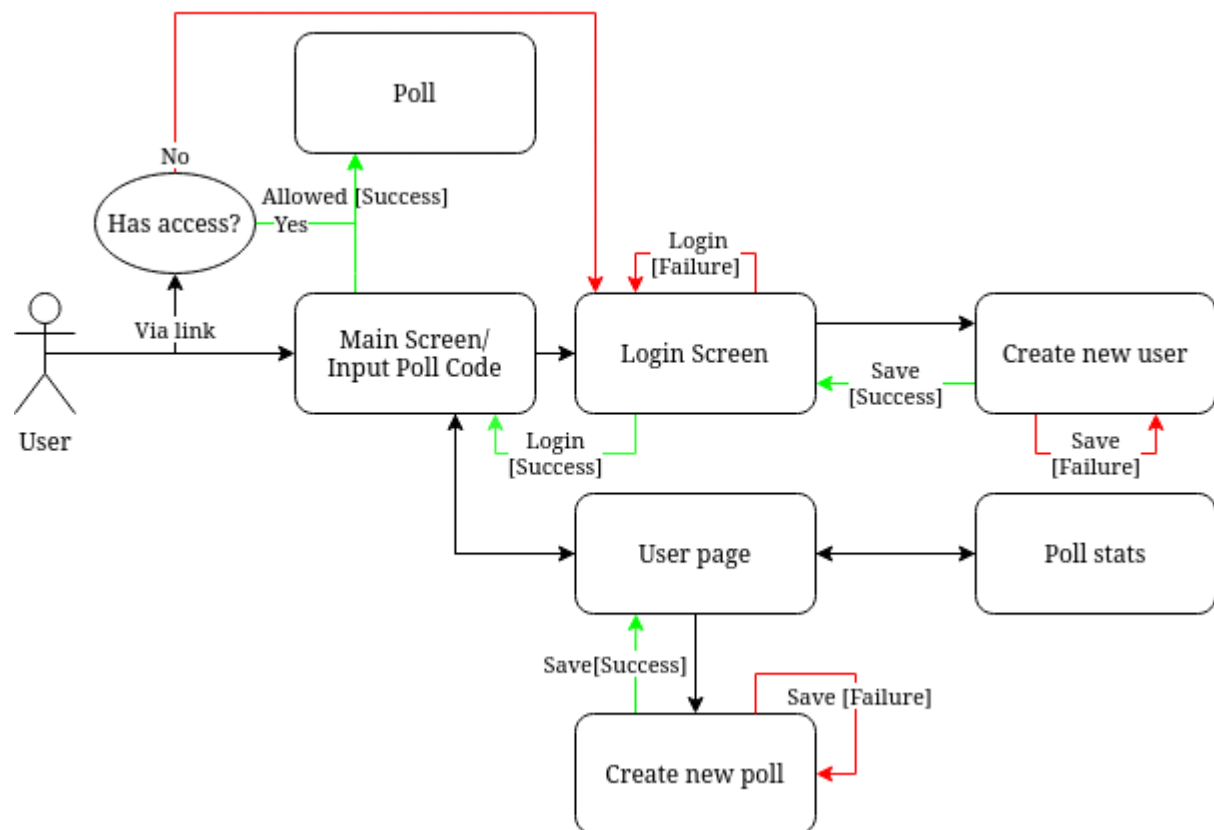 Poll
No
Allowed [Success]
Has access?
Yes
Login
[Failure]
Via link
Main Screen/
Input Poll Code
Login Screen
Create new user
Save
[Success]
User
Login
[Success]
Save
[Failure]
User page
Poll stats
Save[Success]
Save [Failure]
Create new poll